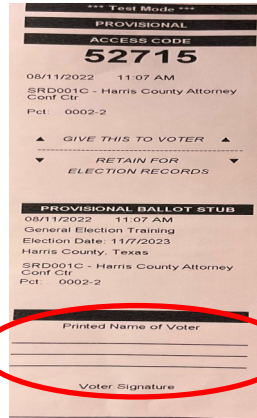 *** Test Mode ***
PROVISIONAL
ACCESS CODE
52715
08/11/2022 11:07 AM
SRD001C - Harris County Attorney
Conf Ctr
Pct: 0002-2
▲ GIVE THIS TO VOTER ▲
▼ RETAIN FOR ▼
ELECTION RECORDS
PROVISIONAL BALLOT STUB
08/11/2022 11:07 AM
General Election Training
Election Date: 11/7/2023
Harris County, Texas
SRD001C - Harris County Attorney
Conf Ctr
Pct: 0002-2
Printed Name of Voter
Voter Signature